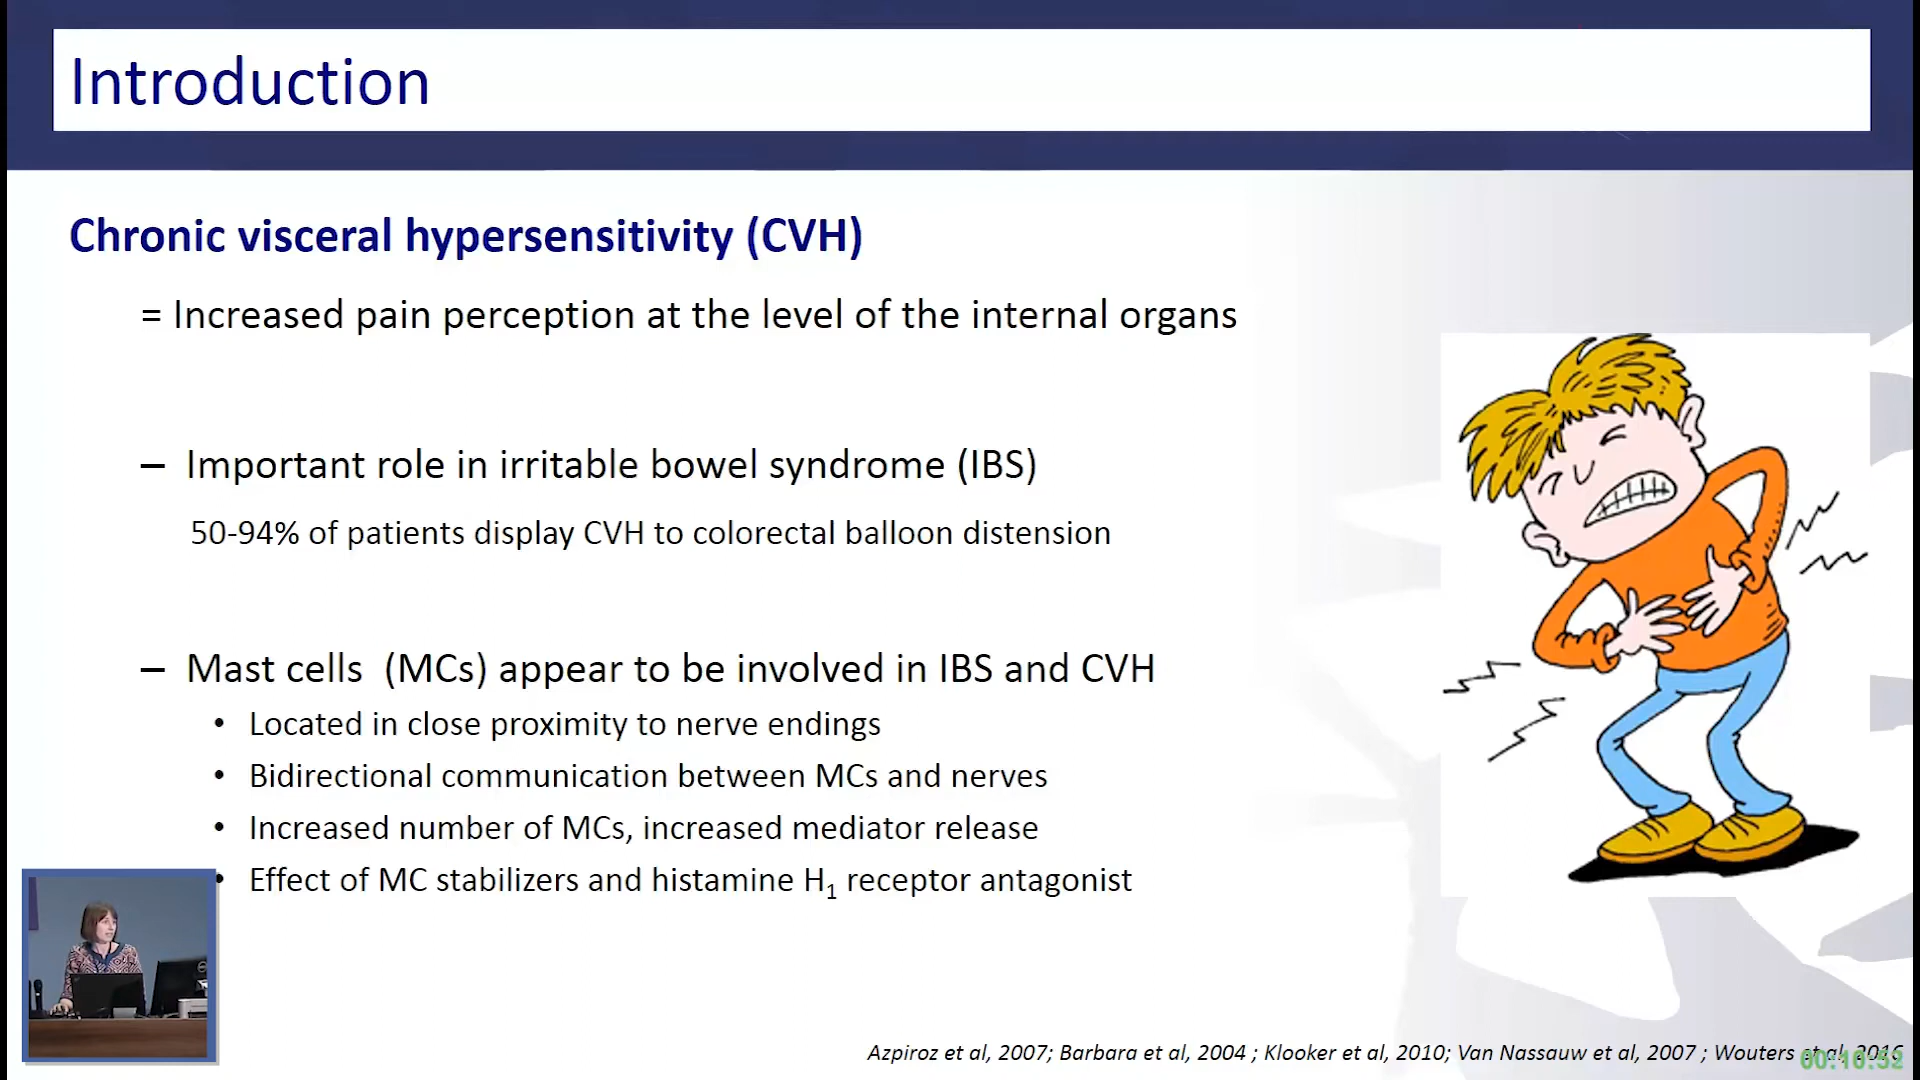 Introduction
Chronic visceral hypersensitivity (CVH)
= Increased pain perception at the level of the internal organs
– Important role in irritable bowel syndrome (IBS)
50-94% of patients display CVH to colorectal balloon distension
– Mast cells (MCs) appear to be involved in IBS and CVH
• Located in close proximity to nerve endings
• Bidirectional communication between MCs and nerves
• Increased number of MCs, increased mediator release
• Effect of MC stabilizers and histamine H₁ receptor antagonist
Azpiroz et al, 2007; Barbara et al, 2004 ; Klooker et al, 2010; Van Nassauw et al, 2007 ; Wouters et al, 2016
00:10:32